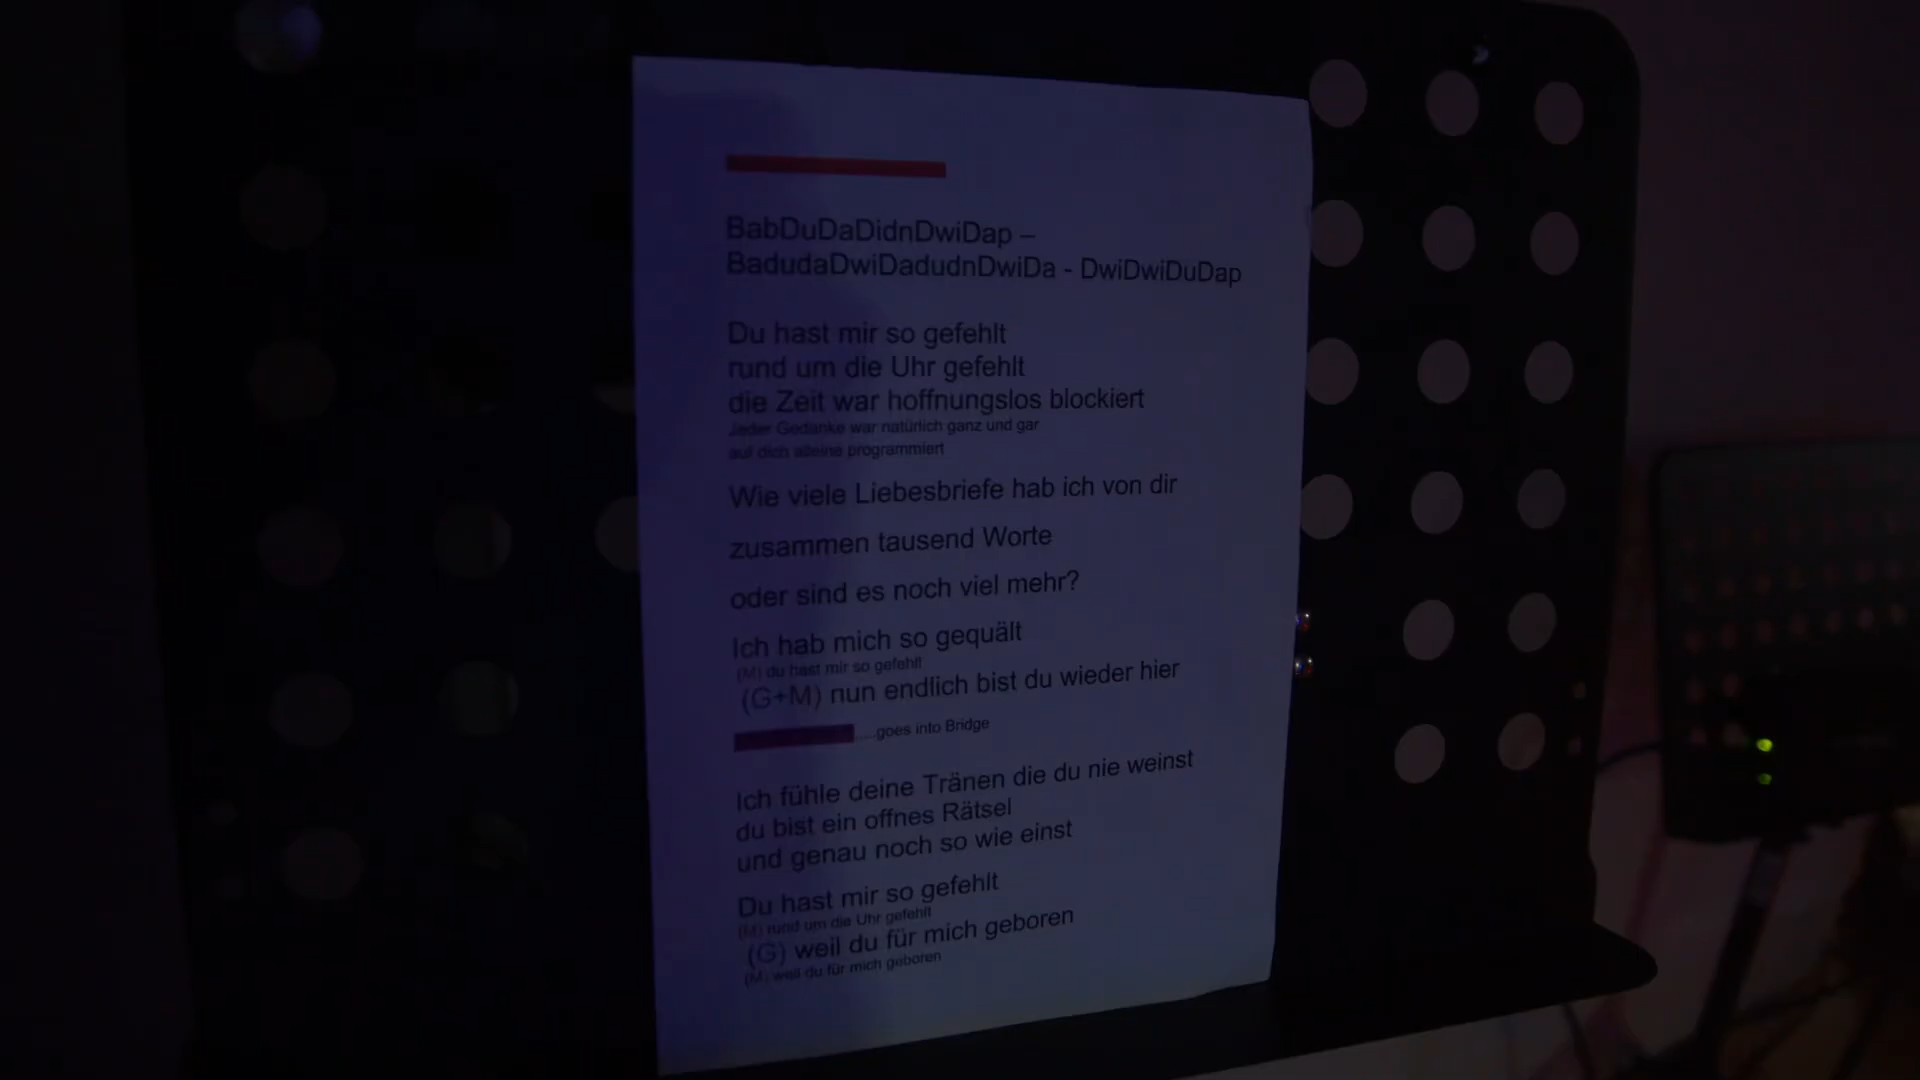 BabDuDaDidnDwiDap –
BadudaDwiDadudnDwiDa - DwiDwiDuDap
Du hast mir so gefehlt
rund um die Uhr gefehlt
die Zeit war hoffnungslos blockiert
Jeder Gedanke war natürlich ganz und gar
auf dich alleine programmiert
Wie viele Liebesbriefe hab ich von dir
zusammen tausend Worte
oder sind es noch viel mehr?
Ich hab mich so gequält
(M) du hast mir so gefehlt
(G+M) nun endlich bist du wieder hier
....goes into Bridge
Ich fühle deine Tränen die du nie weinst
du bist ein offnes Rätsel
und genau noch so wie einst
Du hast mir so gefehlt
(M) rund um die Uhr gefehlt
(G) weil du für mich geboren
(M) weil du für mich geboren